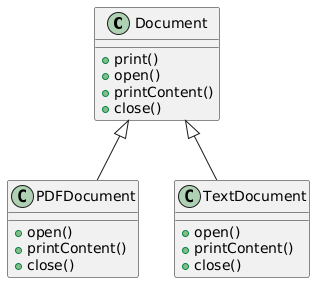 C Document
print()
open()
printContent()
close()
C PDFDocument
open()
printContent()
close()
C TextDocument
open()
printContent()
close()